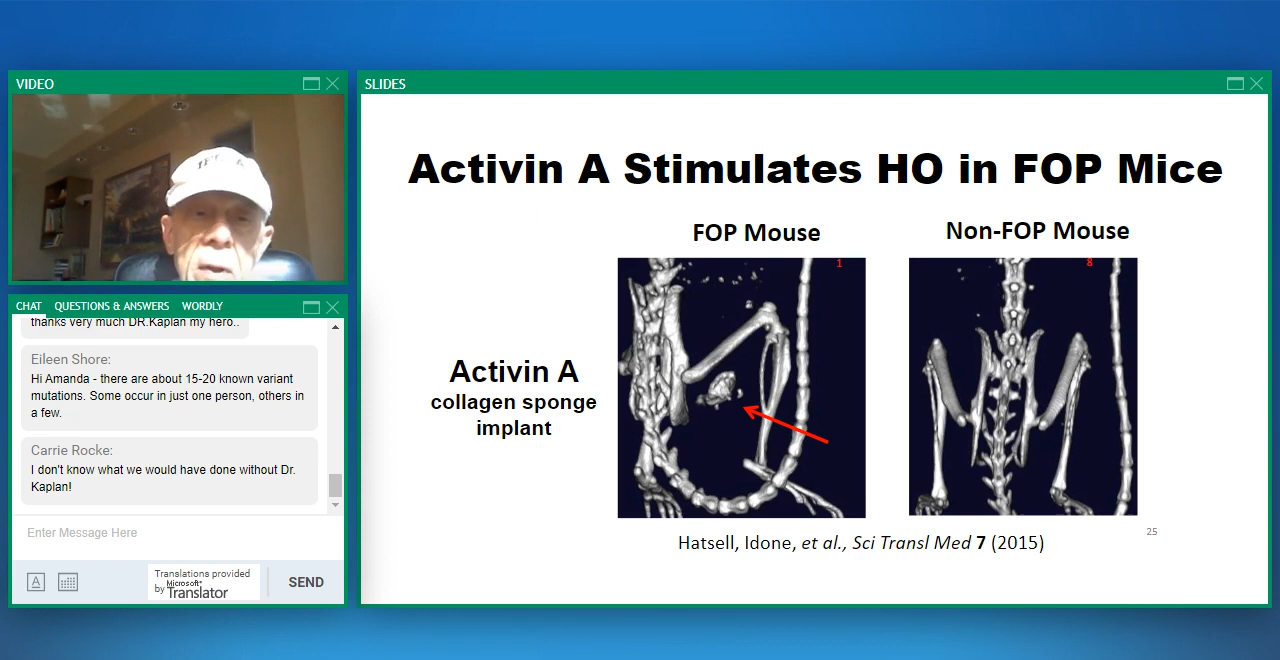 VIDEO
SLIDES
CHAT QUESTIONS & ANSWERS WORDLY
thanks very much DR.Kaplan my hero..
Eileen Shore:
Hi Amanda - there are about 15-20 known variant
mutations. Some occur in just one person, others in
a few.
Carrie Rocke:
I don't know what we would have done without Dr.
Kaplan!
Enter Message Here
A
Translations provided
by Microsoft®
Translator
SEND
Activin A Stimulates HO in FOP Mice
FOP Mouse
Non-FOP Mouse
1
8
Activin A
collagen sponge
implant
25
Hatsell, Idone, et al., Sci Transl Med 7 (2015)